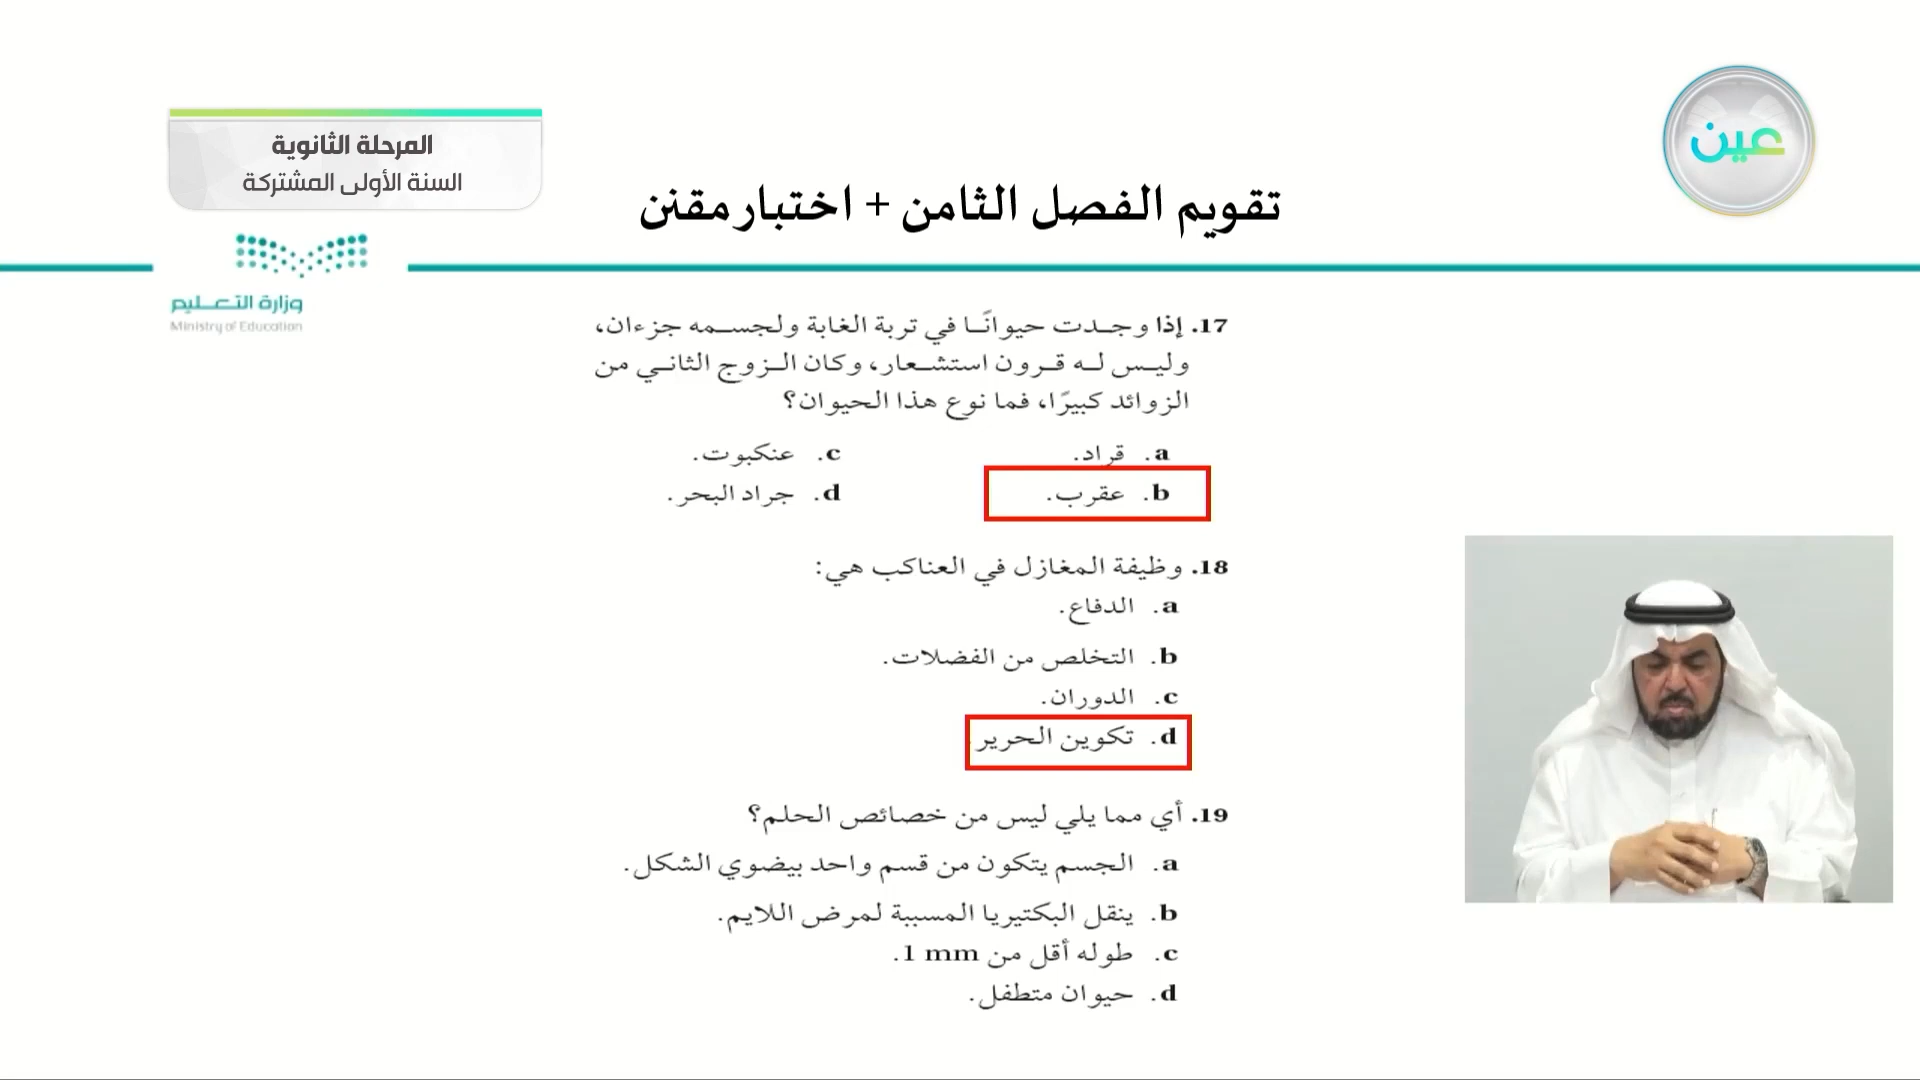 المرحلة الثانوية
السنة الأولى المشتركة
عين
تقويم الفصل الثامن + اختبار مقنن
وزارة التعليم
Ministry of Education
17. إذا وجدت حيوانًا في تربة الغابة ولجسمه جزءان،
وليس له قرون استشعار، وكان الزوج الثاني من
الزوائد كبيرًا، فما نوع هذا الحيوان؟
a. قراد.
c. عنكبوت.
b. عقرب.
d. جراد البحر.
18. وظيفة المغازل في العناكب هي:
a. الدفاع.
b. التخلص من الفضلات.
c. الدوران.
d. تكوين الحرير.
19. أي مما يلي ليس من خصائص الحلم؟
a. الجسم يتكون من قسم واحد بيضوي الشكل.
b. ينقل البكتيريا المسببة لمرض اللايم.
c. طوله أقل من 1 mm.
d. حيوان متطفل.